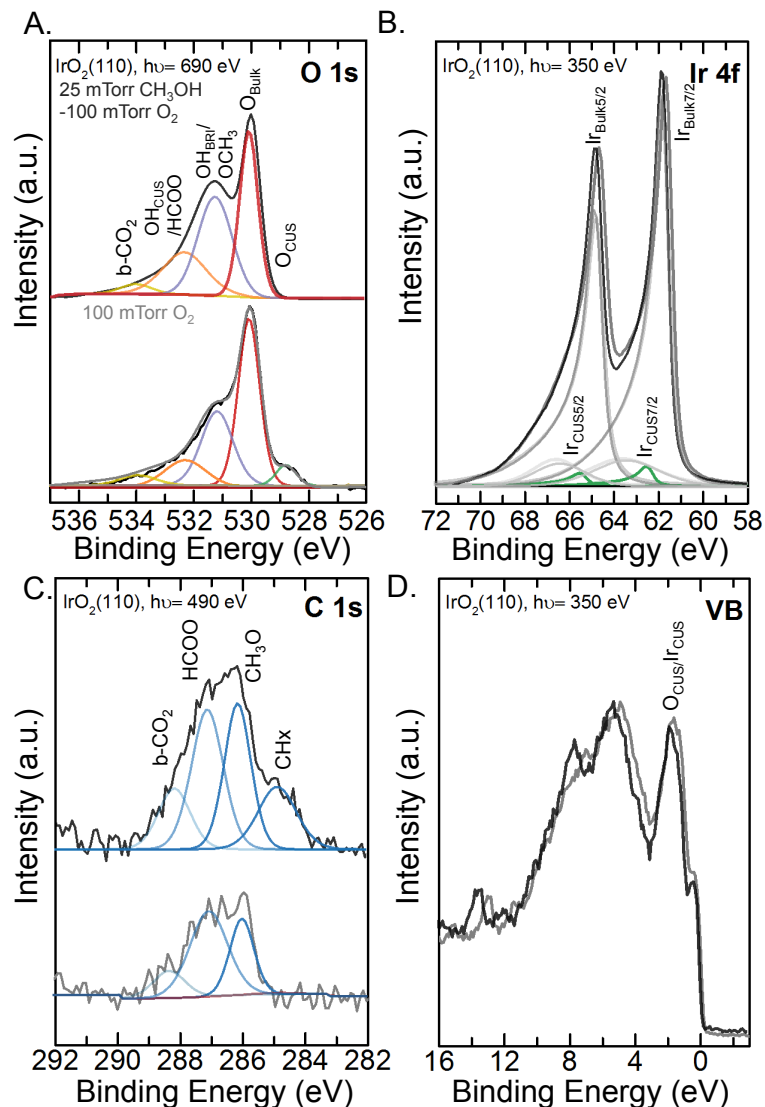 A.
IrO2(110), hυ= 690 eV
O 1s
25 mTorr CH3OH
-100 mTorr O2
OBulk
OHBRI/
OCH3
OHCUS
/HCOO
b-CO2
OCUS
100 mTorr O2
Intensity (a.u.)
536 534 532 530 528 526
Binding Energy (eV)
B.
IrO2(110), hυ= 350 eV
Ir 4f
IrBulk5/2
IrBulk7/2
IrCUS5/2
IrCUS7/2
Intensity (a.u.)
72 70 68 66 64 62 60 58
Binding Energy (eV)
C.
IrO2(110), hυ= 490 eV
C 1s
b-CO2
HCOO
CH3O
CHx
Intensity (a.u.)
292 290 288 286 284 282
Binding Energy (eV)
D.
IrO2(110), hυ= 350 eV
VB
OCUS/IrCUS
Intensity (a.u.)
16 12 8 4 0
Binding Energy (eV)